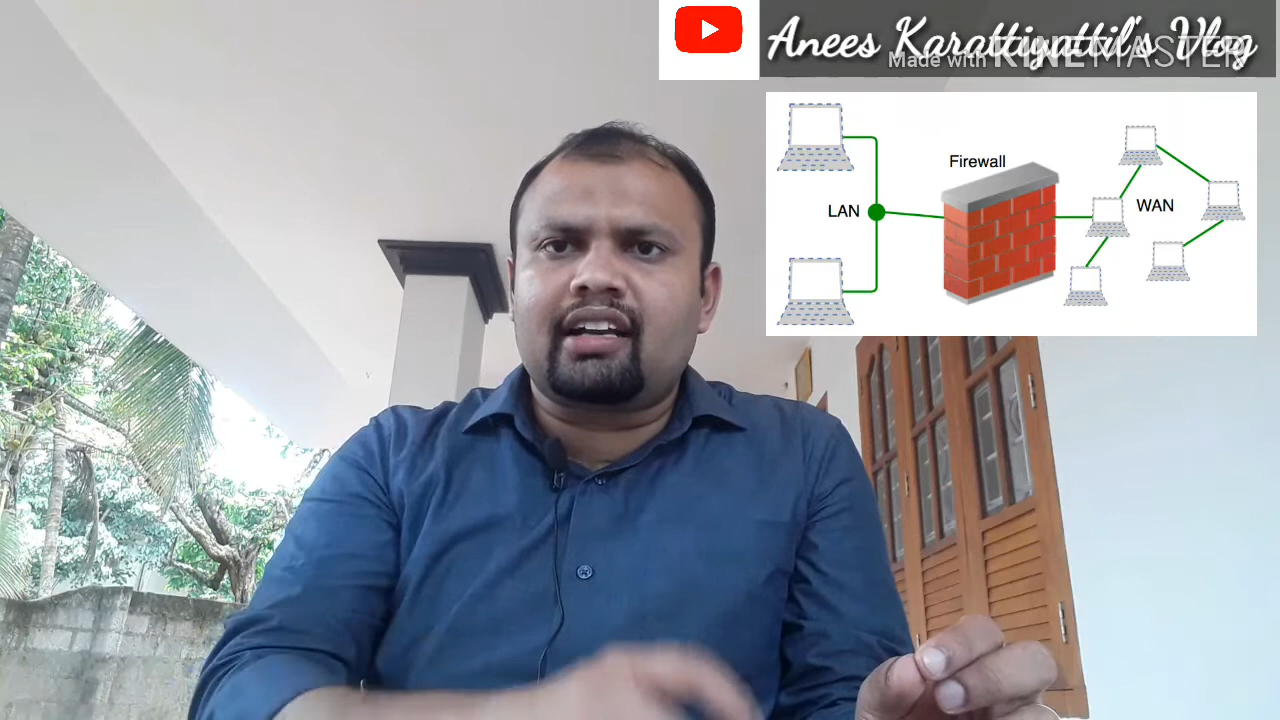 Anees Karattiyattil's Vlog
Made with KINEMASTER
Firewall
LAN
WAN